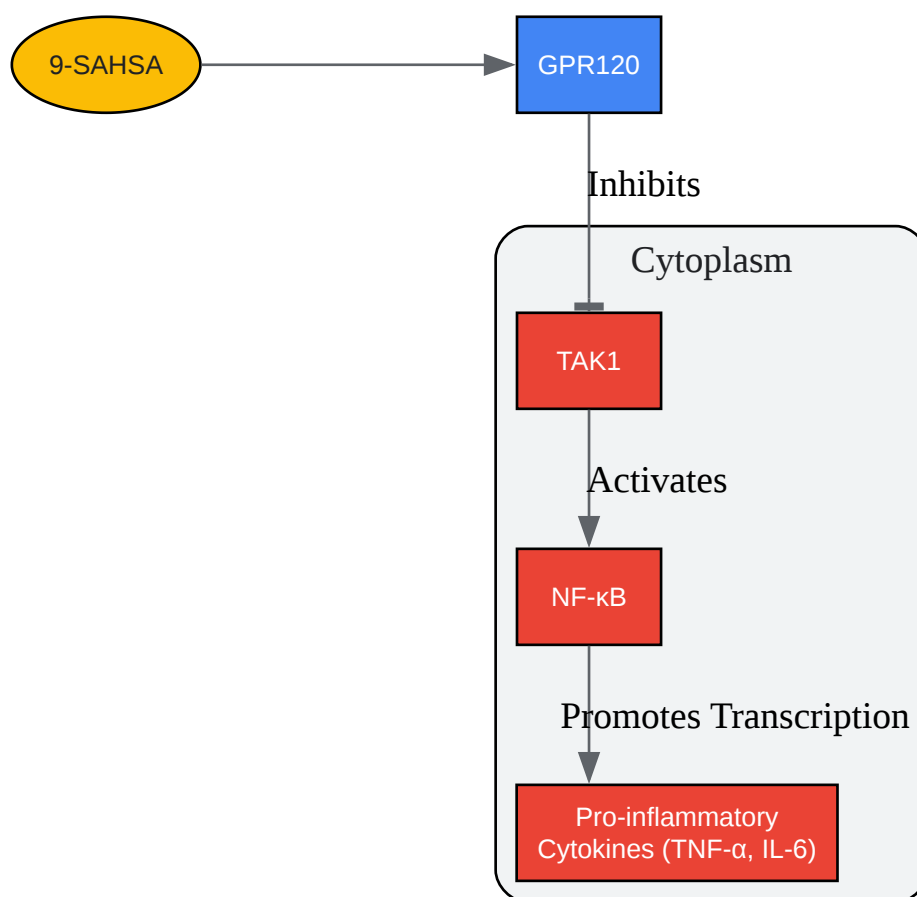 9-SAHSA
GPR120
Inhibits
Cytoplasm
TAK1
Activates
NF-κB
Promotes Transcription
Pro-inflammatory
Cytokines (TNF-α, IL-6)